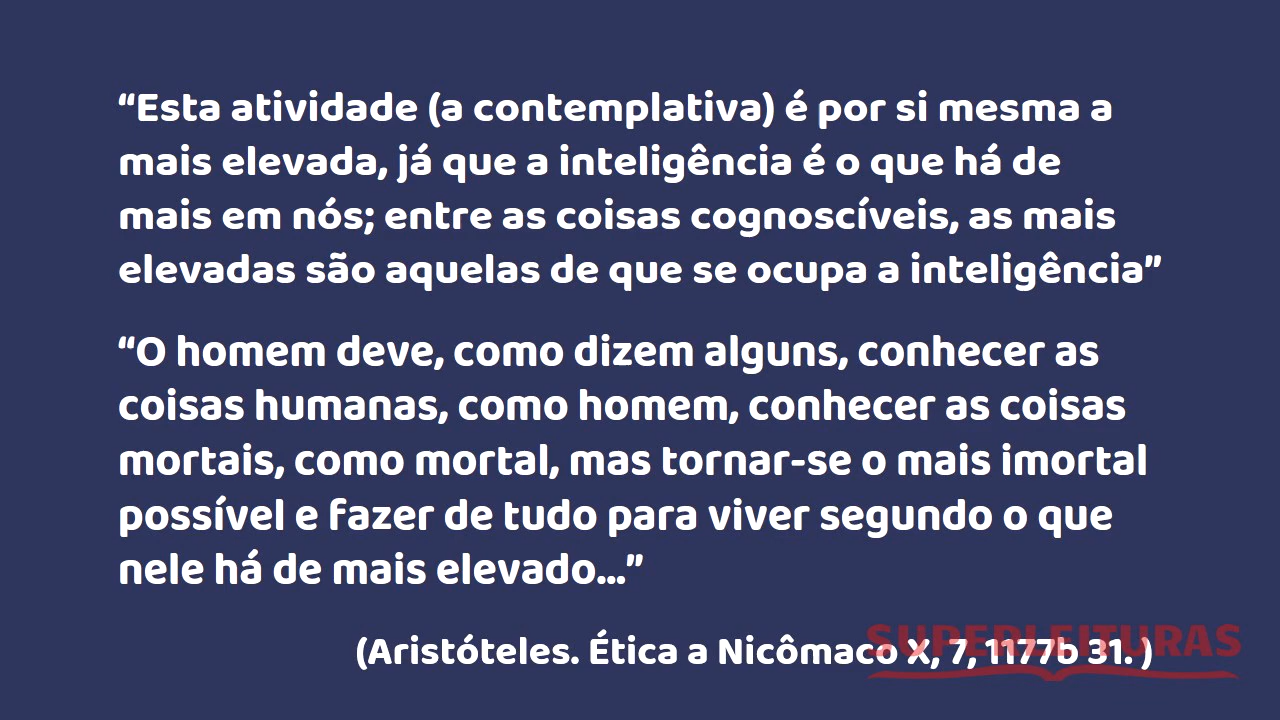 “Esta atividade (a contemplativa) é por si mesma a
mais elevada, já que a inteligência é o que há de
mais em nós; entre as coisas cognoscíveis, as mais
elevadas são aquelas de que se ocupa a inteligência”
“O homem deve, como dizem alguns, conhecer as
coisas humanas, como homem, conhecer as coisas
mortais, como mortal, mas tornar-se o mais imortal
possível e fazer de tudo para viver segundo o que
nele há de mais elevado...”
(Aristóteles. Ética a Nicômaco X, 7, 1177b 31. )
SUPERLEITURAS